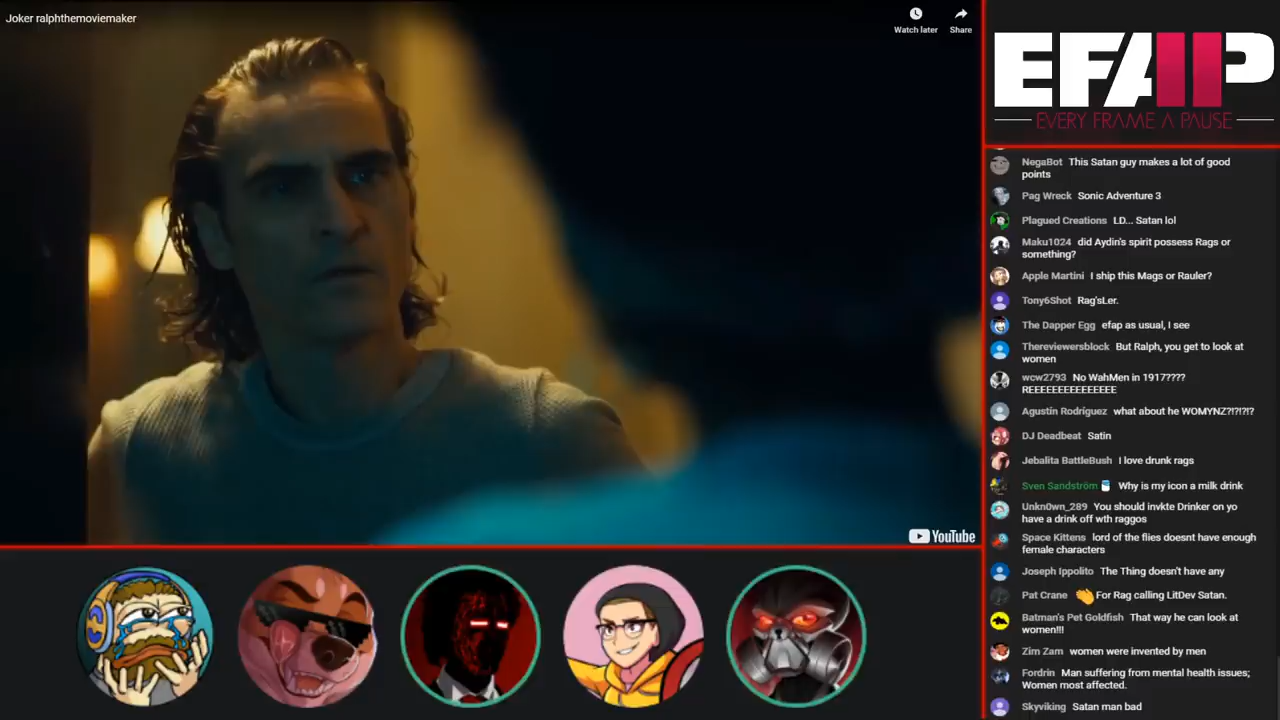 Joker ralphthemoviemaker
Watch later
Share
YouTube
EFAP
EVERY FRAME A PAUSE
NegaBot This Satan guy makes a lot of good
points
Pag Wreck Sonic Adventure 3
Plagued Creations LD... Satan lol
Maku1024 did Aydin's spirit possess Rags or
something?
Apple Martini I ship this Mags or Rauler?
Tony6Shot Rag'sLer.
The Dapper Egg efap as usual, I see
Thereviewersblock But Ralph, you get to look at
women
wcw2793 No WahMen in 1917????
REEEEEEEEEEEEEEE
Agustín Rodríguez what about he WOMYNZ?!?!?!?
DJ Deadbeat Satin
Jebalita BattleBush I love drunk rags
Sven Sandström Why is my icon a milk drink
Unkn0wn_289 You should invkte Drinker on yo
have a drink off wth raggos
Space Kittens lord of the flies doesnt have enough
female characters
Joseph Ippolito The Thing doesn't have any
Pat Crane For Rag calling LitDev Satan.
Batman's Pet Goldfish That way he can look at
women!!!
Zim Zam women were invented by men
Fordrin Man suffering from mental health issues;
Women most affected.
Skyviking Satan man bad